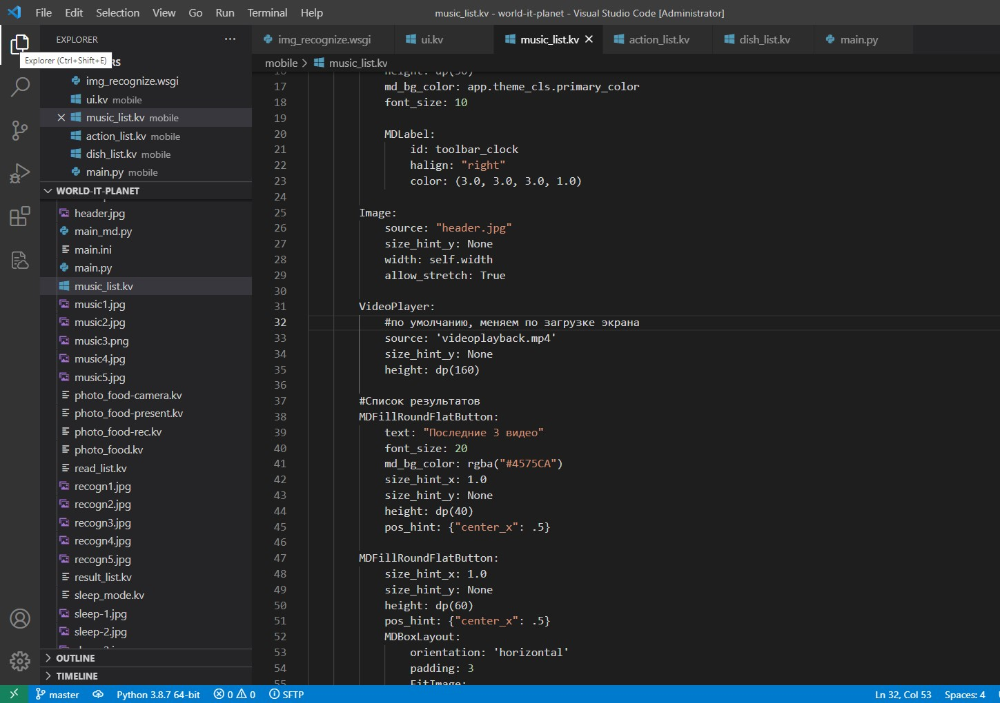 File Edit Selection View Go Run Terminal Help
music_list.kv - world-it-planet - Visual Studio Code [Administrator]
EXPLORER
Explorer (Ctrl+Shift+E)
img_recognize.wsgi
ui.kv mobile
music_list.kv mobile
action_list.kv mobile
dish_list.kv mobile
main.py mobile
WORLD-IT-PLANET
header.jpg
main_md.py
main.ini
main.py
music_list.kv
music1.jpg
music2.jpg
music3.png
music4.jpg
music5.jpg
photo_food-camera.kv
photo_food-present.kv
photo_food-rec.kv
photo_food.kv
read_list.kv
recogn1.jpg
recogn2.jpg
recogn3.jpg
recogn4.jpg
recogn5.jpg
result_list.kv
sleep_mode.kv
sleep-1.jpg
sleep-2.jpg
OUTLINE
TIMELINE
img_recognize.wsgi ui.kv music_list.kv action_list.kv dish_list.kv main.py
mobile > music_list.kv
16 height: dp(30)
17 md_bg_color: app.theme_cls.primary_color
18 font_size: 10
19
20 MDLabel:
21 id: toolbar_clock
22 halign: "right"
23 color: (3.0, 3.0, 3.0, 1.0)
24
25 Image:
26 source: "header.jpg"
27 size_hint_y: None
28 width: self.width
29 allow_stretch: True
30
31 VideoPlayer:
32 #по умолчанию, меняем по загрузке экрана
33 source: 'videoplayback.mp4'
34 size_hint_y: None
35 height: dp(160)
36
37 #Список результатов
38 MDFillRoundFlatButton:
39 text: "Последние 3 видео"
40 font_size: 20
41 md_bg_color: rgba("#4575CA")
42 size_hint_x: 1.0
43 size_hint_y: None
44 height: dp(40)
45 pos_hint: {"center_x": .5}
46
47 MDFillRoundFlatButton:
48 size_hint_x: 1.0
49 size_hint_y: None
50 height: dp(60)
51 pos_hint: {"center_x": .5}
52 MDBoxLayout:
53 orientation: 'horizontal'
54 padding: 3
55 FitImage:
master Python 3.8.7 64-bit 0 0 SFTP Ln 32, Col 53 Spaces: 4